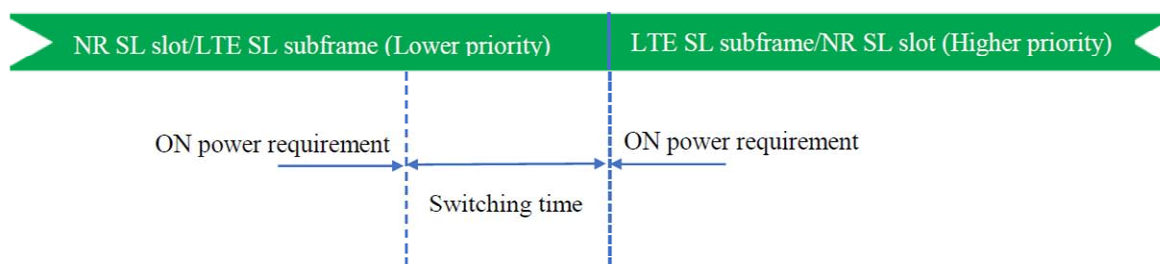 NR SL slot/LTE SL subframe (Lower priority)
LTE SL subframe/NR SL slot (Higher priority)
ON power requirement
ON power requirement
Switching time